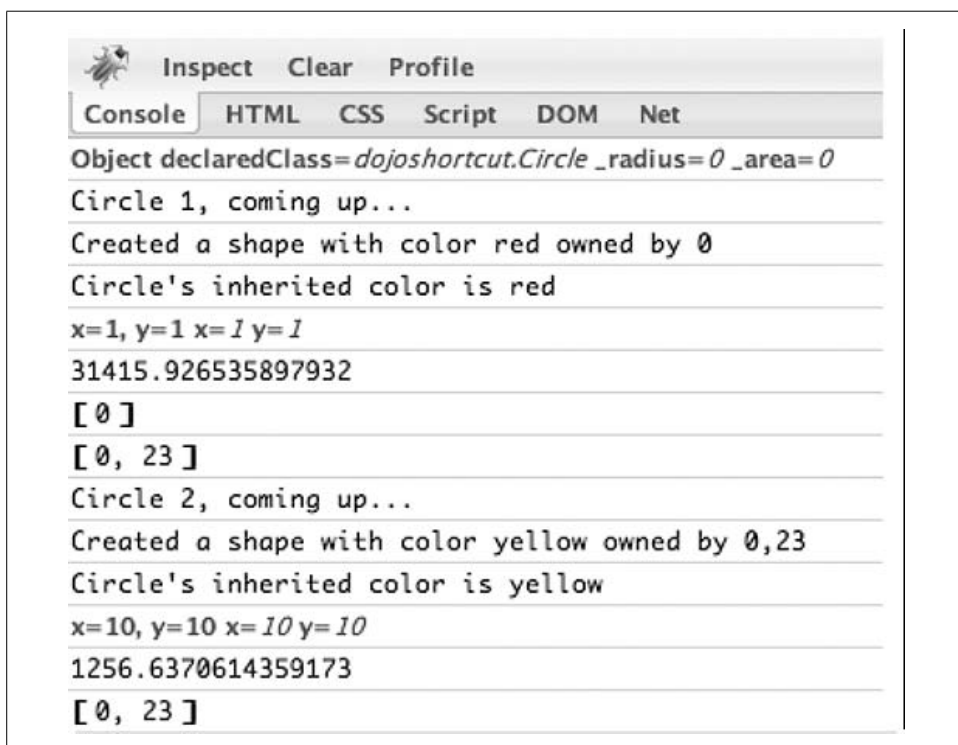 Inspect Clear Profile
Console HTML CSS Script DOM Net
Object declaredClass=dojoshortcut.Circle _radius=0 _area=0
Circle 1, coming up...
Created a shape with color red owned by 0
Circle's inherited color is red
x=1, y=1 x=1 y=1
31415.926535897932
[0]
[0, 23]
Circle 2, coming up...
Created a shape with color yellow owned by 0,23
Circle's inherited color is yellow
x=10, y=10 x=10 y=10
1256.6370614359173
[0, 23]